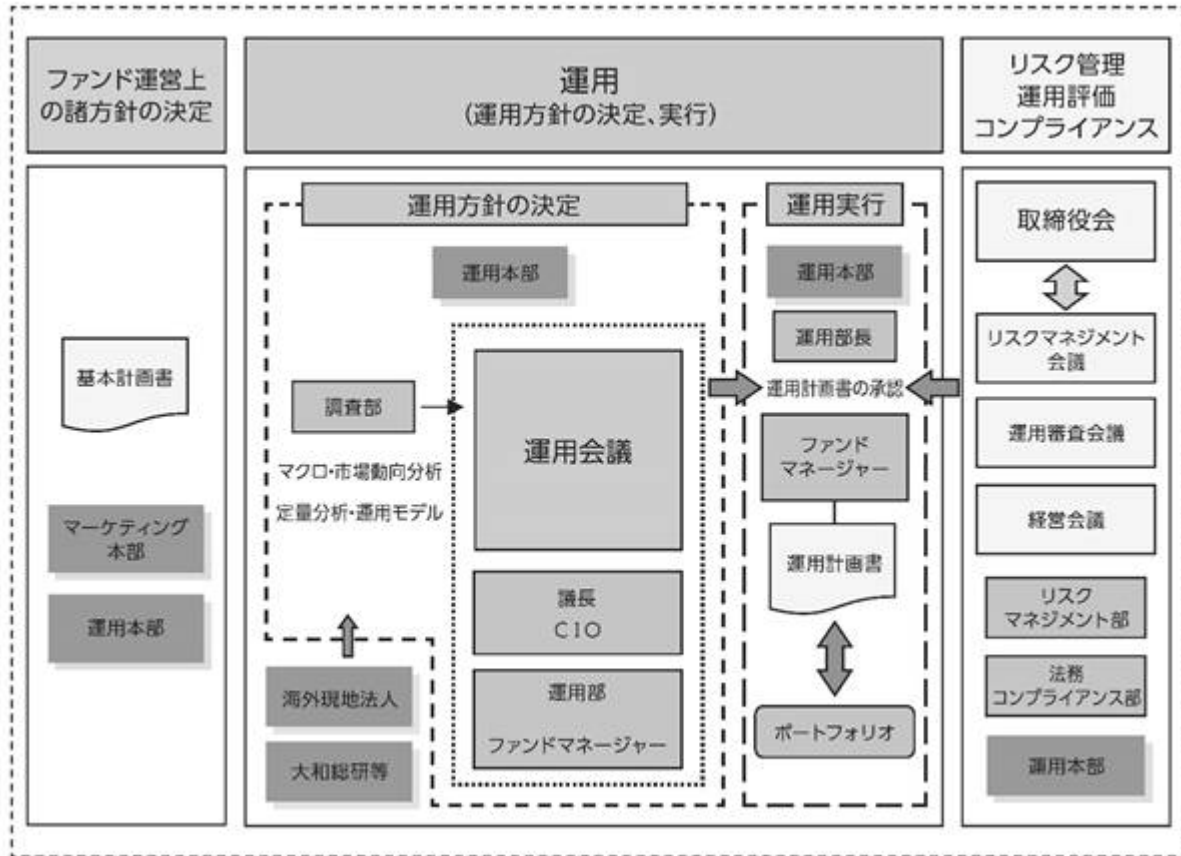 ファンド運営上
の諸方針の決定
運用
(運用方針の決定、実行)
リスク管理
運用評価
コンプライアンス
基本計画書
マーケティング
本部
運用本部
運用方針の決定
運用本部
調査部
マクロ・市場動向分析
定量分析・運用モデル
運用会議
議長
CIO
運用部
ファンドマネージャー
海外現地法人
大和総研等
運用実行
運用本部
運用部長
運用計画書の承認
ファンド
マネージャー
運用計画書
ポートフォリオ
取締役会
リスクマネジメント
会議
運用審査会議
経営会議
リスク
マネジメント部
法務
コンプライアンス部
運用本部